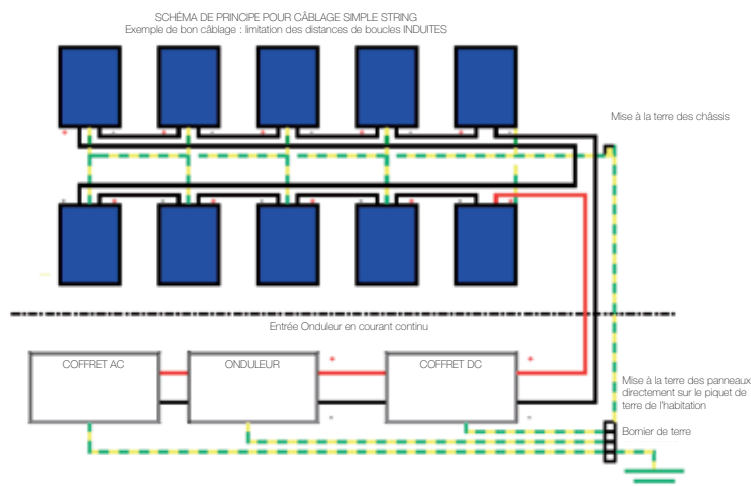 SCHÉMA DE PRINCIPE POUR CÂBLAGE SIMPLE STRING
Exemple de bon câblage : limitation des distances de boucles INDUITES
Mise à la terre des châssis
Entrée Onduleur en courant continu
COFFRET AC
ONDULEUR
COFFRET DC
Mise à la terre des panneaux
directement sur le piquet de
terre de l'habitation
Bornier de terre